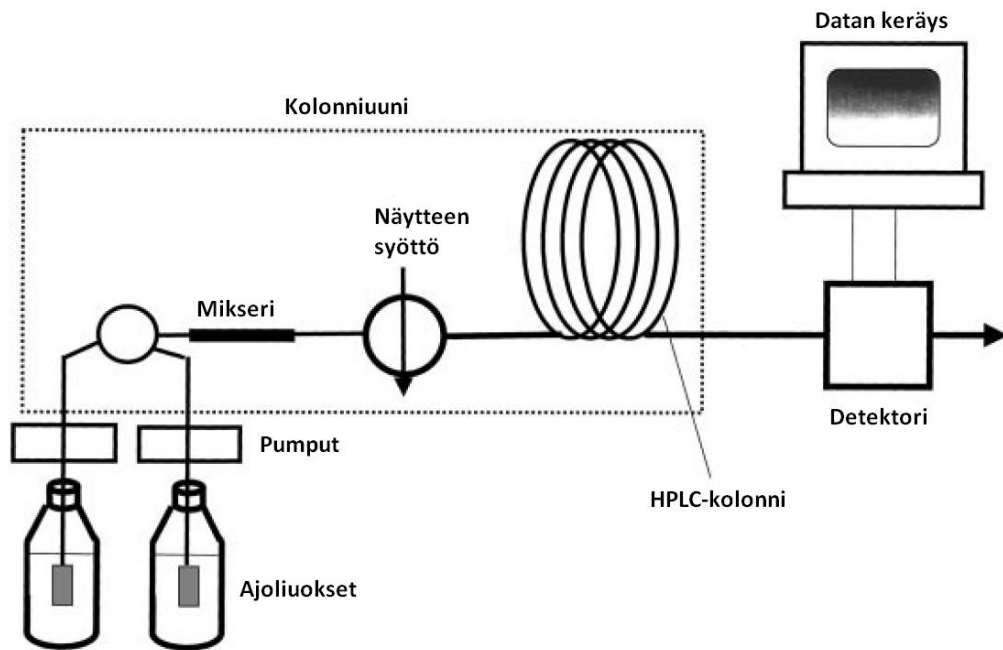 Datan keräys
Kolonniuuni
Näytteen
syöttö
Mikseri
Detektori
Pumput
HPLC-kolonni
Ajoliuokset